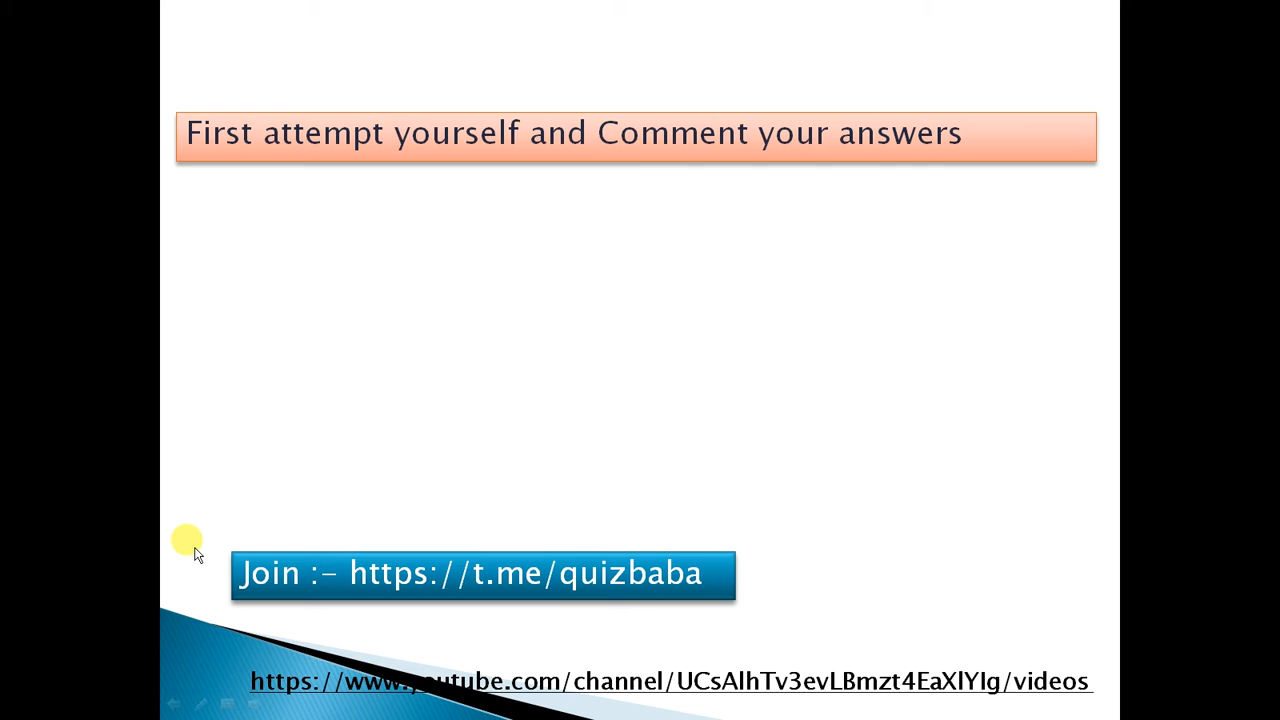 First attempt yourself and Comment your answers
Join :- https://t.me/quizbaba
https://www.youtube.com/channel/UCsAlhTv3evLBmzt4EaXlYIg/videos